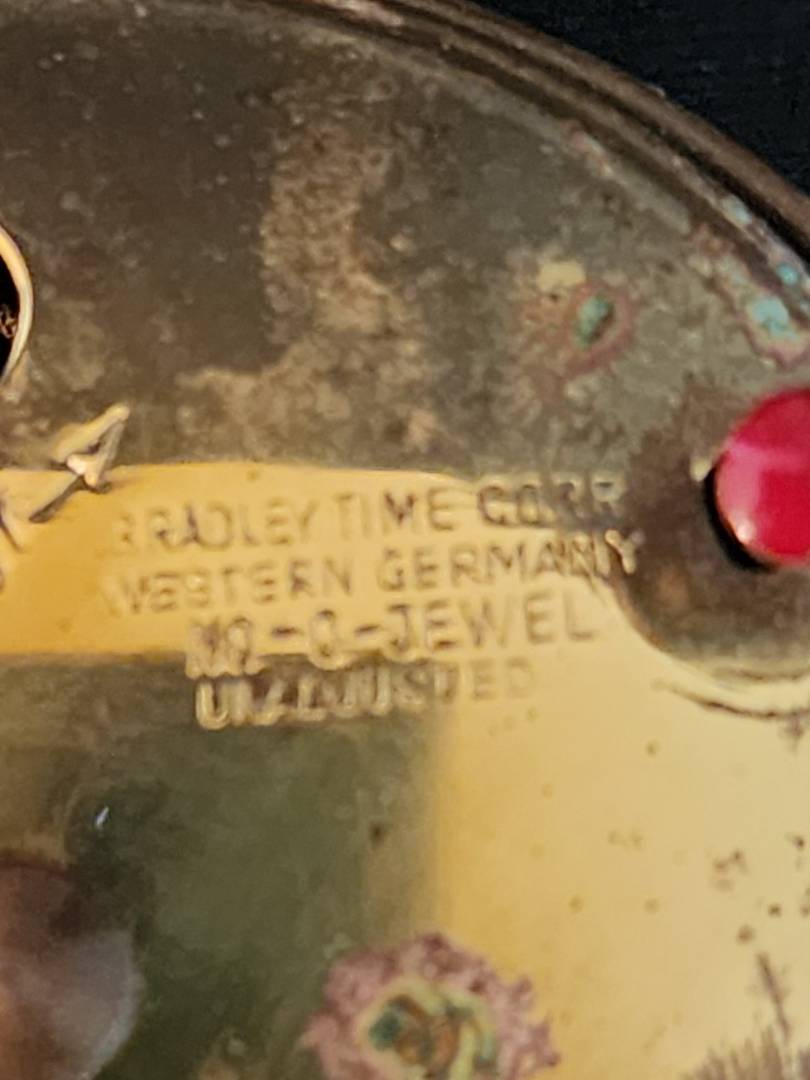 BRADLEY TIME CORP
WESTERN GERMANY
NO.-0-JEWEL
UNADJUSTED